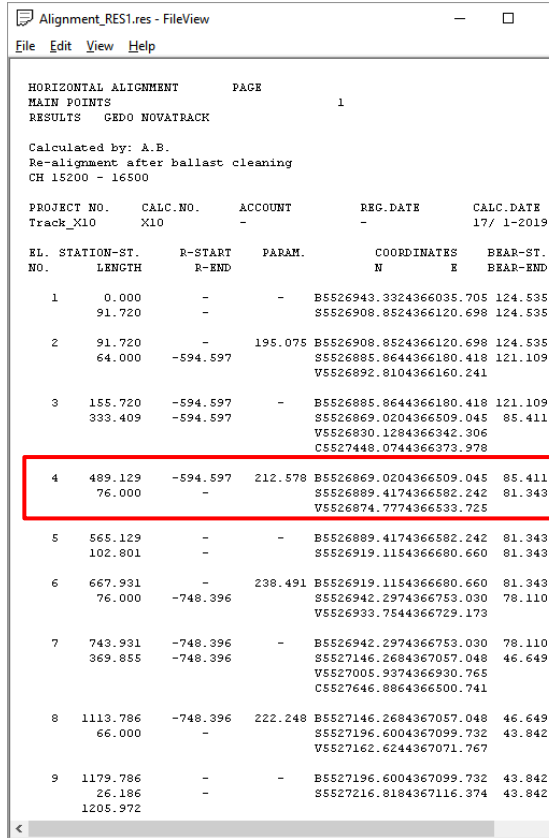 Alignment_RES1.res - FileView
File Edit View Help
HORIZONTAL ALIGNMENT PAGE
MAIN POINTS 1
RESULTS GEDO NOVATRACK
Calculated by: A.B.
Re-alignment after ballast cleaning
CH 15200 - 16500
PROJECT NO. CALC.NO. ACCOUNT REG.DATE CALC.DATE
Track_X10 X10 - - 17/ 1-2019
EL. STATION-ST. R-START PARAM. COORDINATES BEAR-ST.
NO. LENGTH R-END N E BEAR-END
1 0.000 - - B5526943.3324366035.705 124.535
91.720 - S5526908.8524366120.698 124.535
2 91.720 - 195.075 B5526908.8524366120.698 124.535
64.000 -594.597 S5526885.8644366180.418 121.109
V5526892.8104366160.241
3 155.720 -594.597 - B5526885.8644366180.418 121.109
333.409 -594.597 S5526869.0204366509.045 85.411
V5526830.1284366342.306
C5527448.0744366373.978
4 489.129 -594.597 212.578 B5526869.0204366509.045 85.411
76.000 - S5526889.4174366582.242 81.343
V5526874.7774366533.725
5 565.129 - - B5526889.4174366582.242 81.343
102.801 - S5526919.1154366680.660 81.343
6 667.931 - 238.491 B5526919.1154366680.660 81.343
76.000 -748.396 S5526942.2974366753.030 78.110
V5526933.7544366729.173
7 743.931 -748.396 - B5526942.2974366753.030 78.110
369.855 -748.396 S5527146.2684367057.048 46.649
V5527005.9374366930.765
C5527646.8864366500.741
8 1113.786 -748.396 222.248 B5527146.2684367057.048 46.649
66.000 - S5527196.6004367099.732 43.842
V5527162.6244367071.767
9 1179.786 - - B5527196.6004367099.732 43.842
26.186 - S5527216.8184367116.374 43.842
1205.972